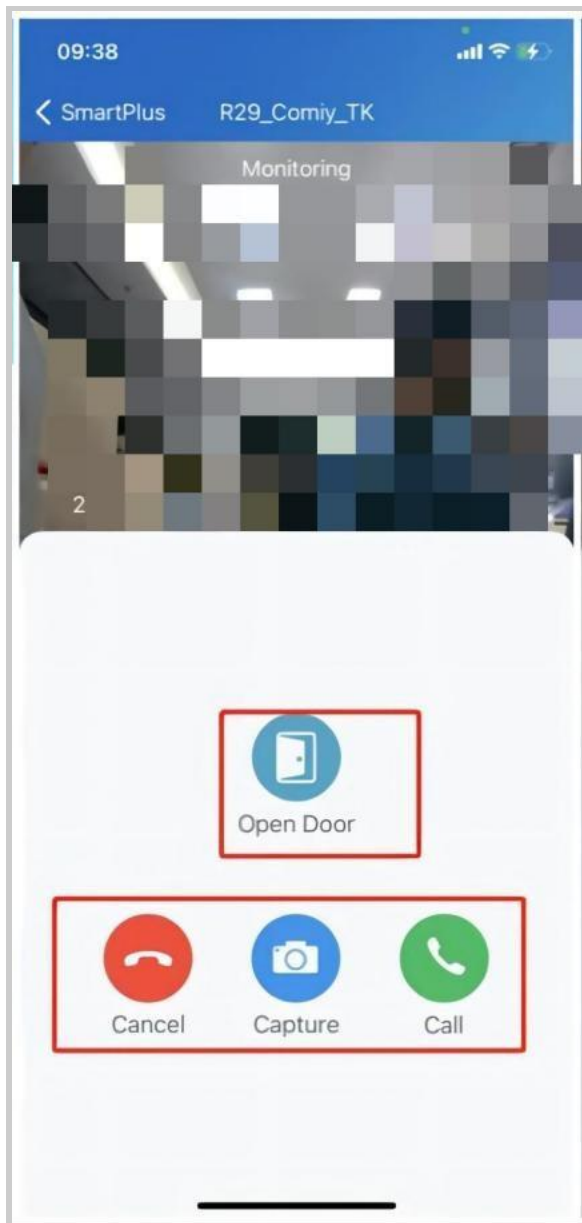 09:38
SmartPlus R29_Comiy_TK
Monitoring
2
Open Door
Cancel Capture Call